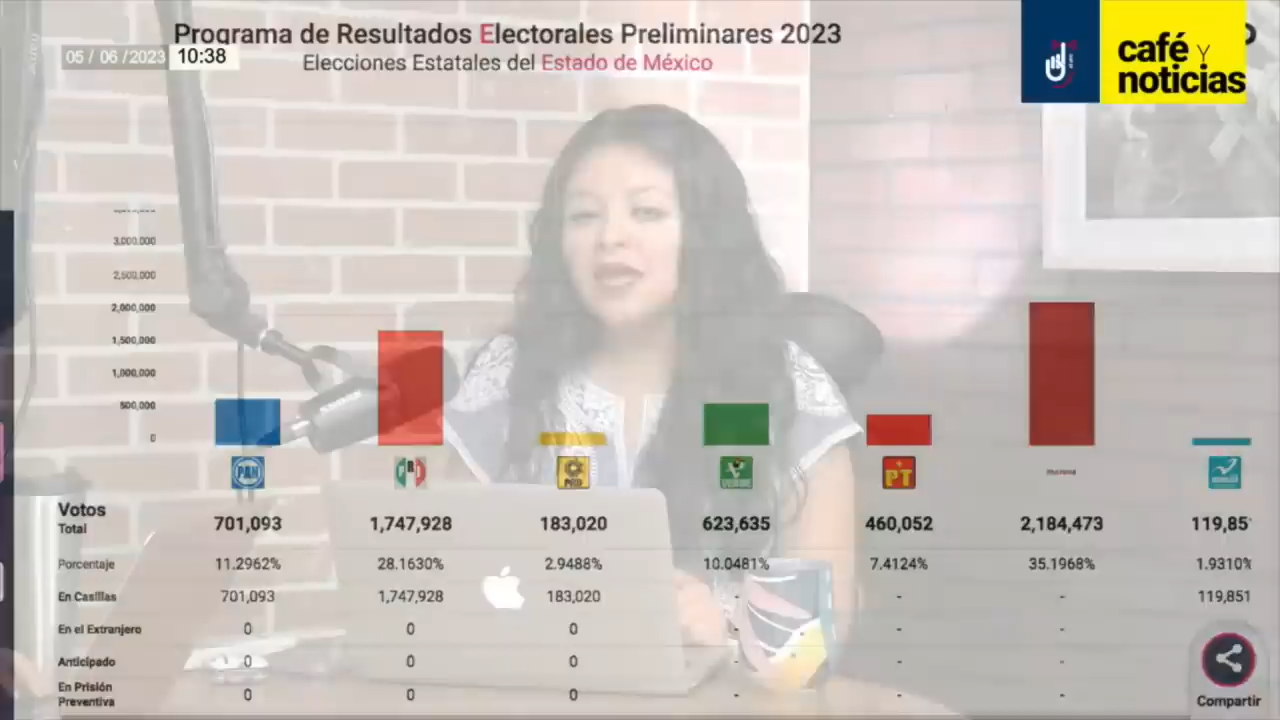 Programa de Resultados Electorales Preliminares 2023
05 / 06 /2023 10:38
Elecciones Estatales del Estado de México
café Y
noticias
3,000,000
2,500,000
2,000,000
1,500,000
1,000,000
500,000
0
PAN PRD VERDE PT morena
Votos
Total 701,093 1,747,928 183,020 623,635 460,052 2,184,473 119,85
Porcentaje 11.2962% 28.1630% 2.9488% 10.0481% 7.4124% 35.1968% 1.9310%
En Casillas 701,093 1,747,928 183,020 - - - 119,851
En el Extranjero 0 0 0 - - -
Anticipado 0 0 0 - - -
En Prisión
Preventiva 0 0 0 - - -
Compartir